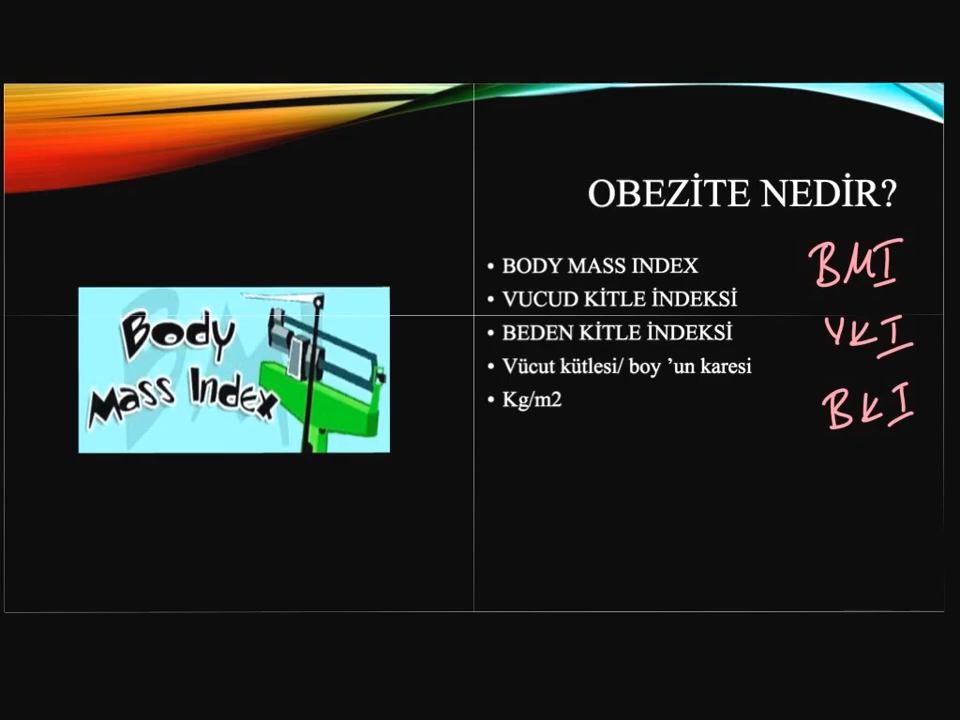 OBEZİTE NEDİR?
• BODY MASS INDEX
BMI
• VUCUD KİTLE İNDEKSİ
VKI
• BEDEN KİTLE İNDEKSİ
• Vücut kütlesi/ boy ’un karesi
• Kg/m2
BKI
Body
Mass Index